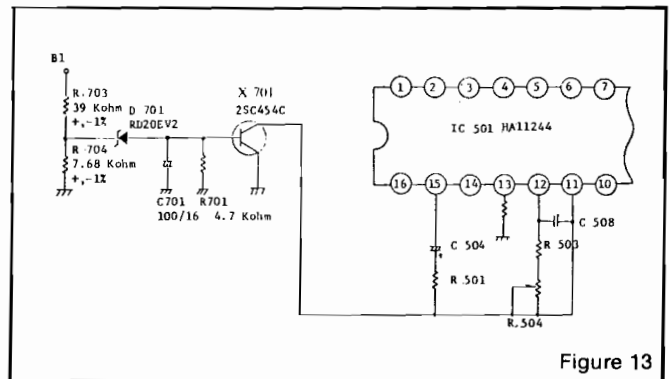 B1
R.703
39 Kohm
+,-1%
D 701
RD20EV2
X 701
2SC454C
R.704
7.68 Kohm
+,-1%
C701
100/16
R701
4.7 Kohm
1 2 3 4 5 6 7
IC 501 HA11244
16 15 14 13 12 11 10
C 504
R.501
C 508
R 503
R.504
Figure 13